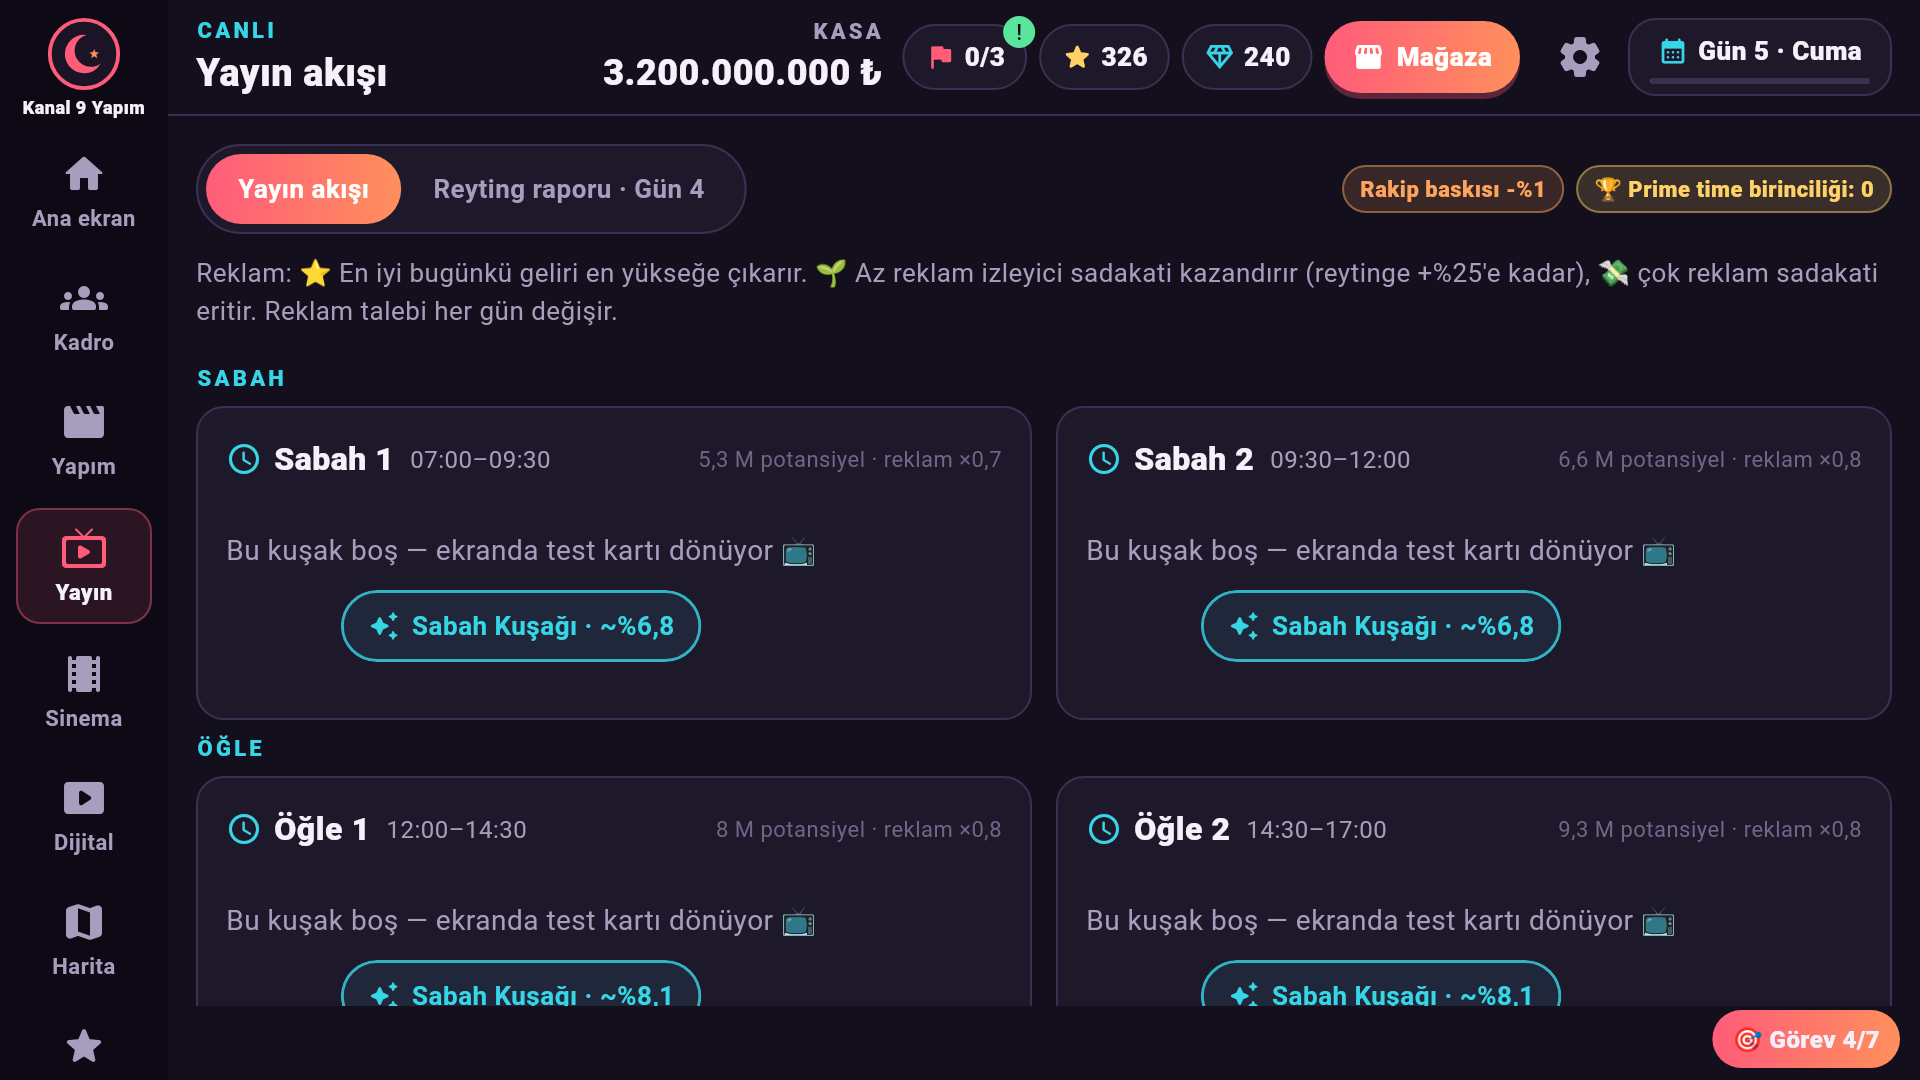 Kanal 9 Yapım
Ana ekran
Kadro
Yapım
Yayın
Sinema
Dijital
Harita
CANLI
Yayın akışı
KASA
3.200.000.000 ₺
0/3
!
326
240
Mağaza
Gün 5 · Cuma
Yayın akışı
Reyting raporu · Gün 4
Rakip baskısı -%1
🏆 Prime time birinciliği: 0
Reklam: ⭐ En iyi bugünkü geliri en yükseğe çıkarır. 🌱 Az reklam izleyici sadakati kazandırır (reytinge +%25'e kadar), 💸 çok reklam sadakati
eritir. Reklam talebi her gün değişir.
SABAH
Sabah 1 07:00–09:30 5,3 M potansiyel · reklam ×0,7
Bu kuşak boş — ekranda test kartı dönüyor 📺
Sabah Kuşağı · ~%6,8
Sabah 2 09:30–12:00 6,6 M potansiyel · reklam ×0,8
Bu kuşak boş — ekranda test kartı dönüyor 📺
Sabah Kuşağı · ~%6,8
ÖĞLE
Öğle 1 12:00–14:30 8 M potansiyel · reklam ×0,8
Bu kuşak boş — ekranda test kartı dönüyor 📺
Sabah Kuşağı · ~%8,1
Öğle 2 14:30–17:00 9,3 M potansiyel · reklam ×0,8
Bu kuşak boş — ekranda test kartı dönüyor 📺
Sabah Kuşağı · ~%8,1
🎯 Görev 4/7